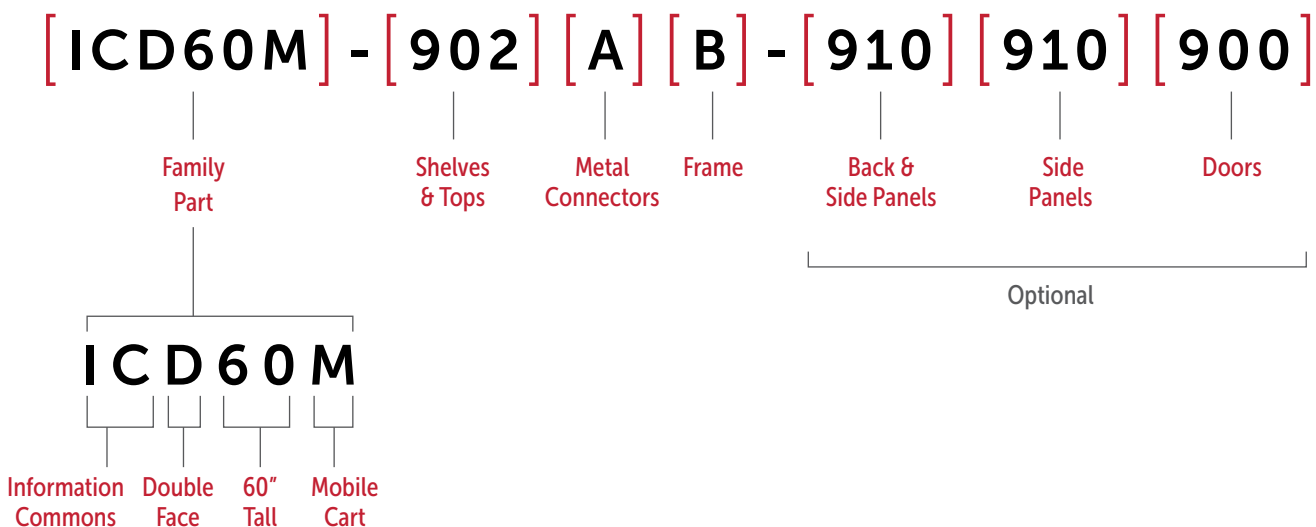 [ICD60M]-[902][A][B]-[910][910][900]
Family
Part
Shelves
& Tops
Metal
Connectors
Frame
Back &
Side Panels
Side
Panels
Doors
Optional
ICD60M
Information
Commons
Double
Face
60"
Tall
Mobile
Cart